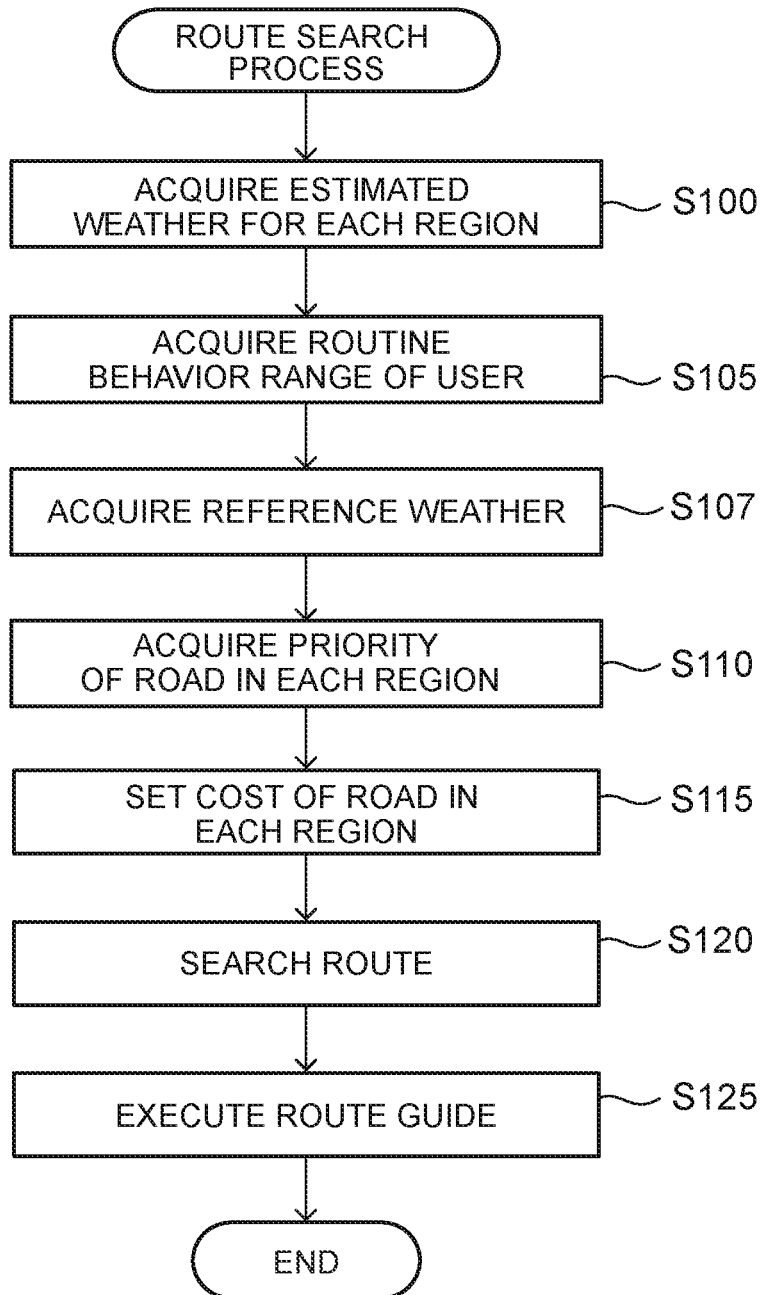 ROUTE SEARCH
PROCESS
ACQUIRE ESTIMATED
WEATHER FOR EACH REGION
S100
ACQUIRE ROUTINE
BEHAVIOR RANGE OF USER
S105
ACQUIRE REFERENCE WEATHER
S107
ACQUIRE PRIORITY
OF ROAD IN EACH REGION
S110
SET COST OF ROAD IN
EACH REGION
S115
SEARCH ROUTE
S120
EXECUTE ROUTE GUIDE
S125
END